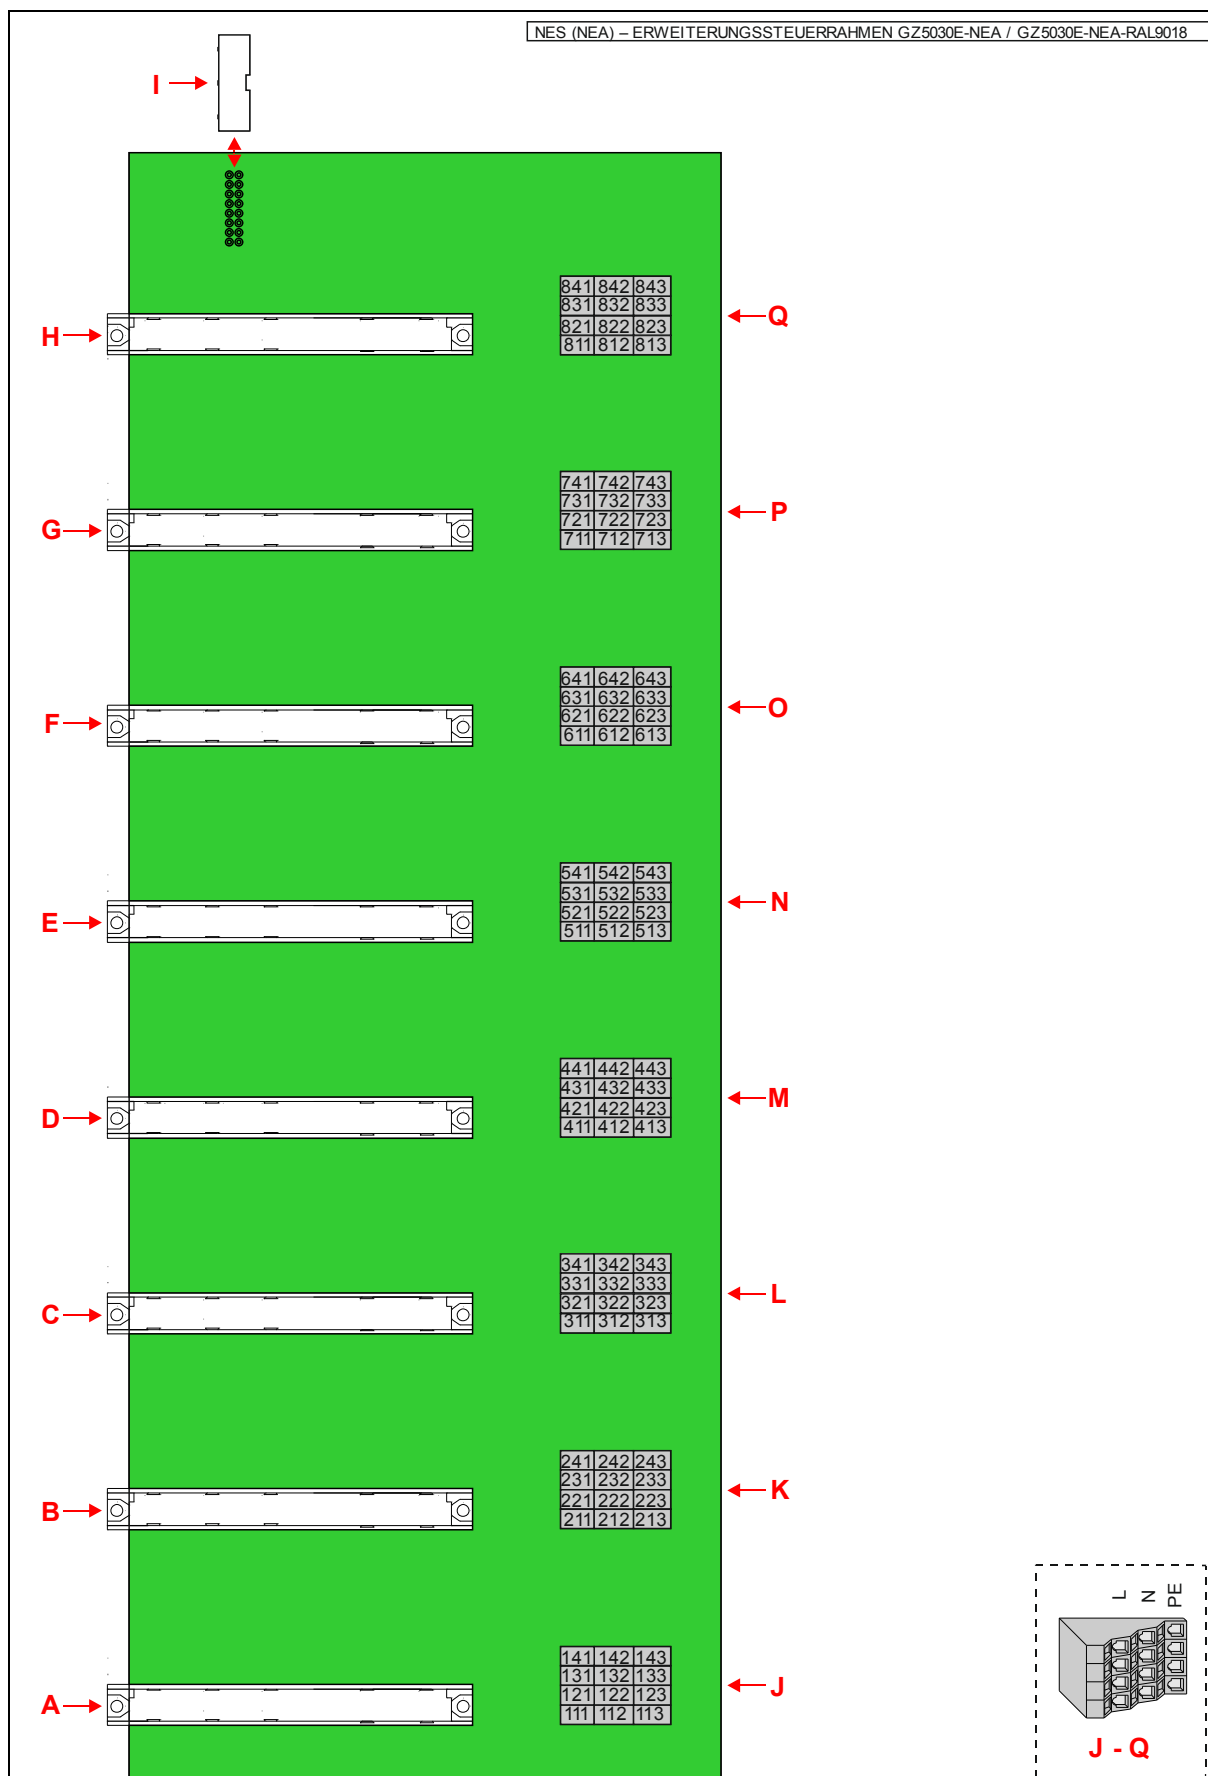 NES (NEA) – ERWEITERUNGSSTEUERRAHMEN GZ5030E-NEA / GZ5030E-NEA-RAL9018
I
841 842 843
831 832 833
821 822 823
811 812 813
H
Q
741 742 743
731 732 733
721 722 723
711 712 713
G
P
641 642 643
631 632 633
621 622 623
611 612 613
F
O
541 542 543
531 532 533
521 522 523
511 512 513
E
N
441 442 443
431 432 433
421 422 423
411 412 413
D
M
341 342 343
331 332 333
321 322 323
311 312 313
C
L
241 242 243
231 232 233
221 222 223
211 212 213
B
K
141 142 143
131 132 133
121 122 123
111 112 113
A
J
L N PE
J - Q